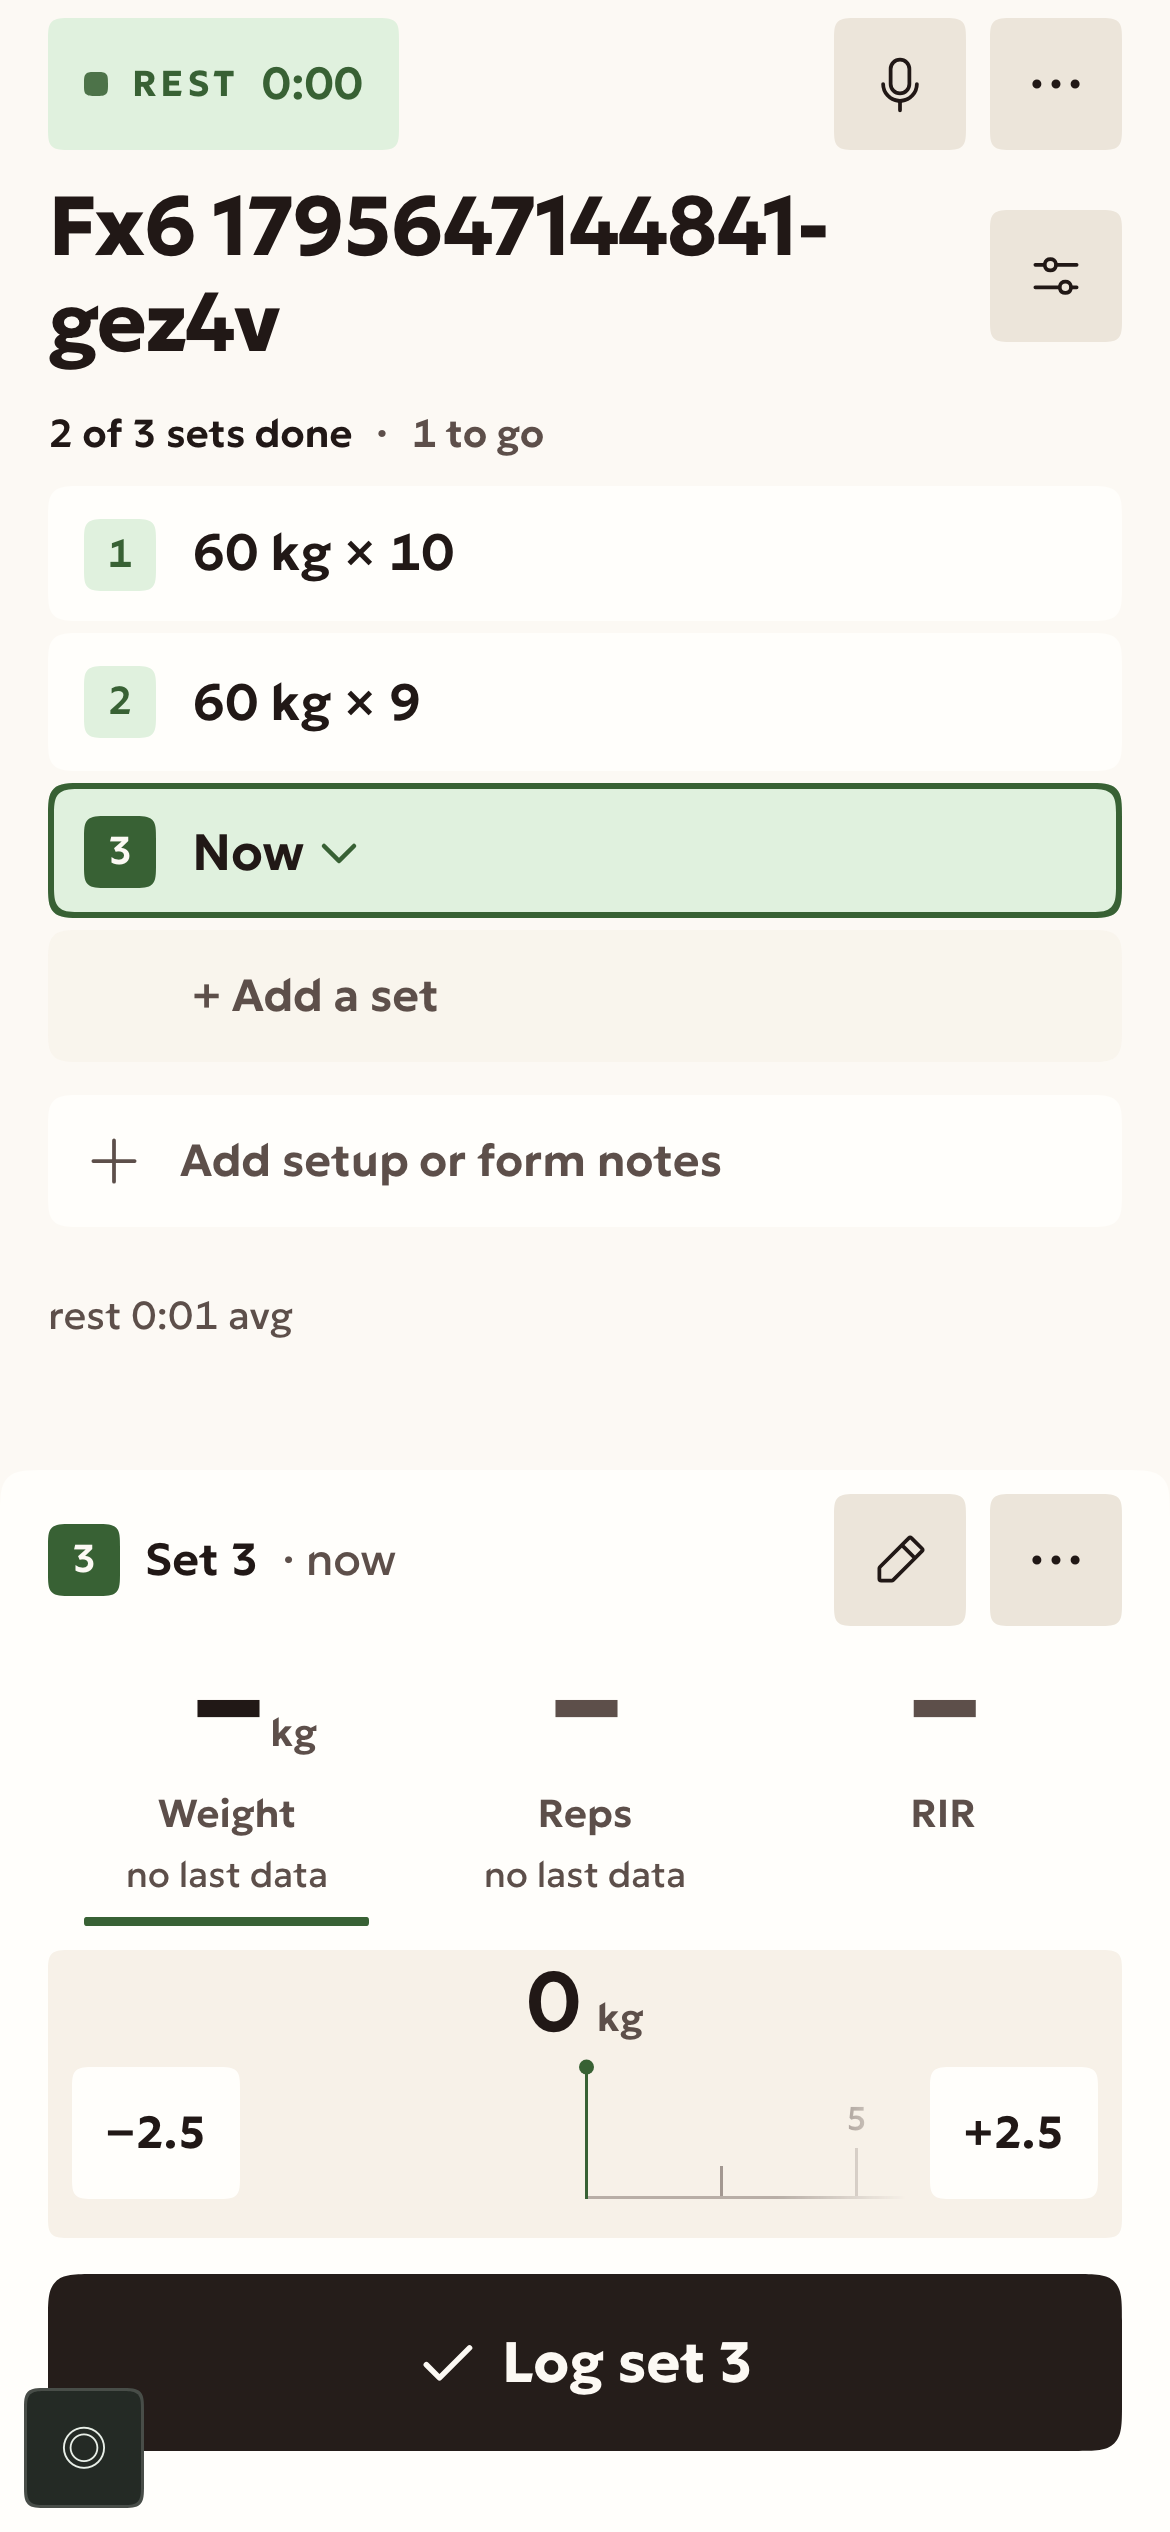 REST 0:00
Fx6 1795647144841-
gez4v
2 of 3 sets done · 1 to go
1 60 kg × 10
2 60 kg × 9
3 Now
+ Add a set
Add setup or form notes
rest 0:01 avg
3 Set 3 · now
– kg – –
Weight Reps RIR
no last data no last data
0 kg
5
−2.5 +2.5
Log set 3